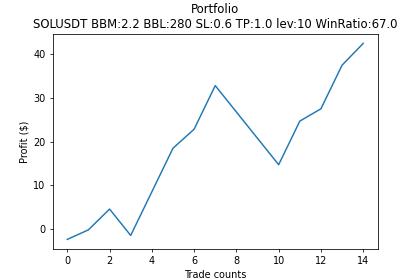 Portfolio
SOLUSDT BBM:2.2 BBL:280 SL:0.6 TP:1.0 lev:10 WinRatio:67.0
40
30
20
10
0
Profit ($)
0 2 4 6 8 10 12 14
Trade counts